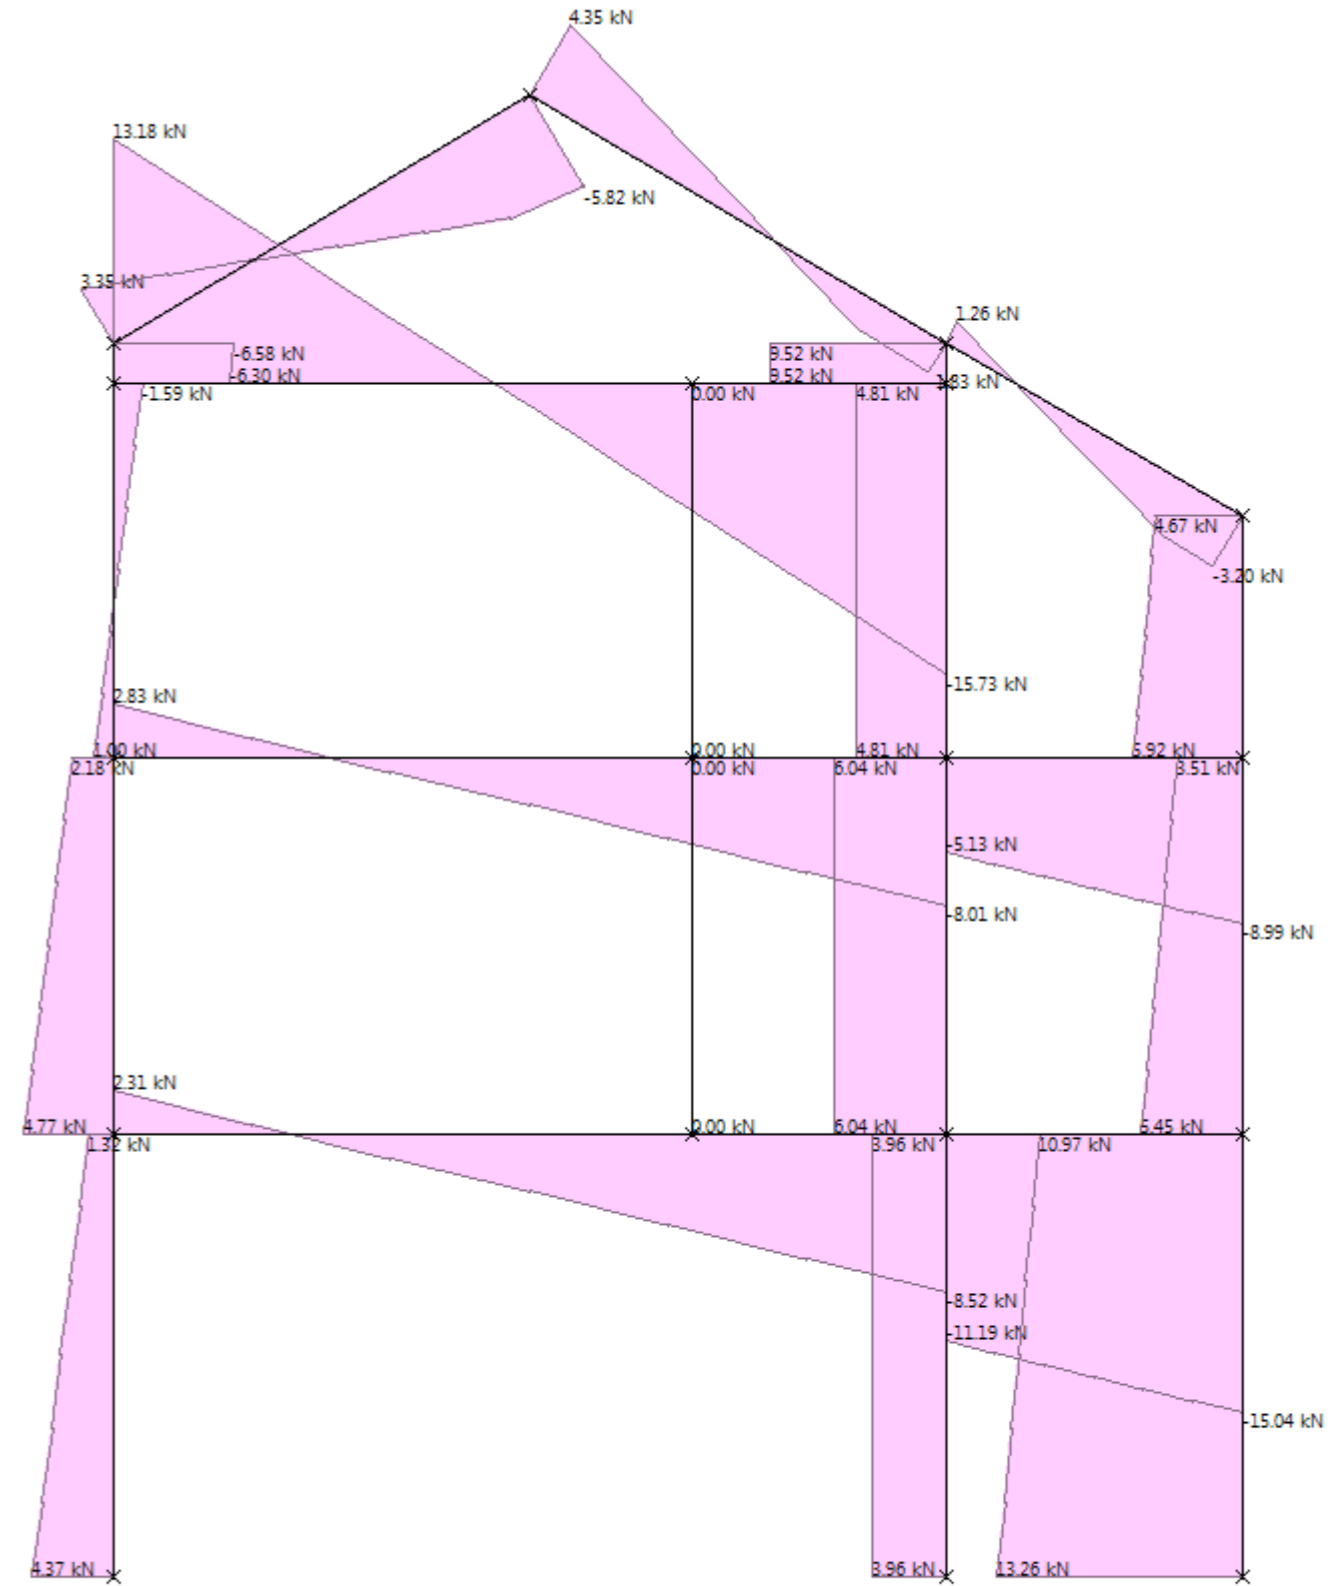 4.35 kN
13.18 kN
-5.82 kN
3.35 kN
1.26 kN
-6.58 kN
9.52 kN
-6.30 kN
9.52 kN
-1.59 kN
0.00 kN
4.81 kN
4.67 kN
-3.20 kN
-15.73 kN
2.83 kN
1.00 kN
0.00 kN
4.81 kN
5.92 kN
2.18 kN
0.00 kN
6.04 kN
3.51 kN
-5.13 kN
-8.01 kN
-8.99 kN
2.31 kN
4.77 kN
0.00 kN
6.04 kN
6.45 kN
1.32 kN
3.96 kN
10.97 kN
-8.52 kN
-11.19 kN
-15.04 kN
4.37 kN
3.96 kN
13.26 kN